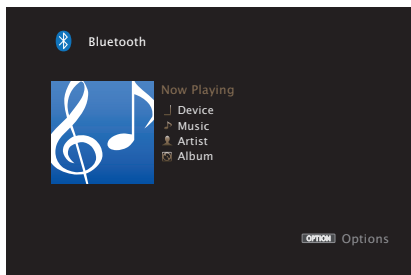 Bluetooth
Now Playing
Device
Music
Artist
Album
OPTION Options